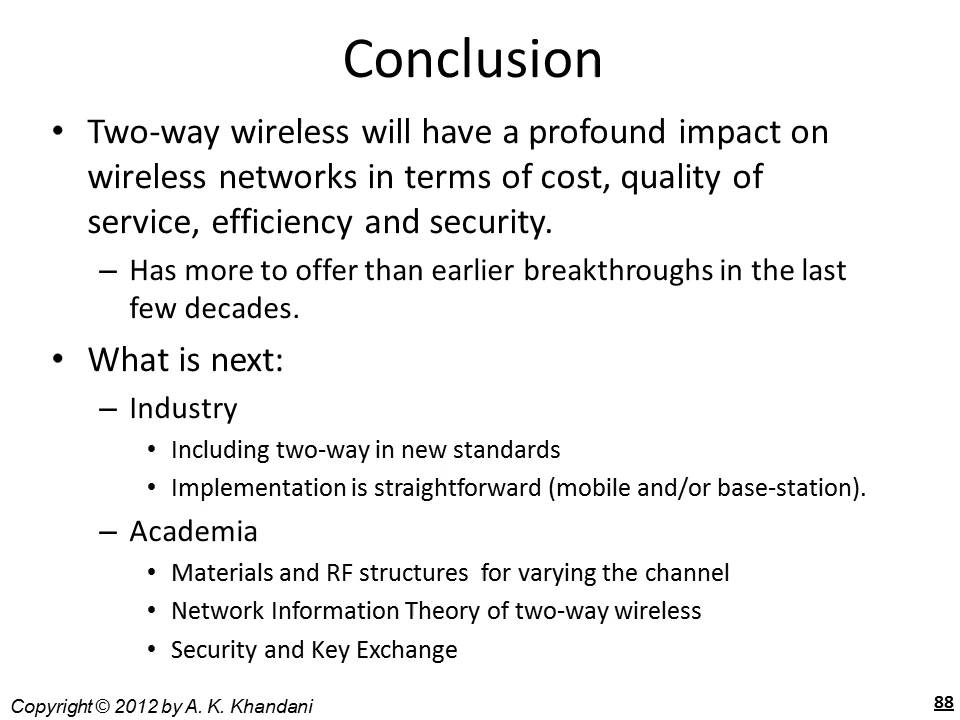 Conclusion
• Two-way wireless will have a profound impact on
wireless networks in terms of cost, quality of
service, efficiency and security.
– Has more to offer than earlier breakthroughs in the last
few decades.
• What is next:
– Industry
• Including two-way in new standards
• Implementation is straightforward (mobile and/or base-station).
– Academia
• Materials and RF structures  for varying the channel
• Network Information Theory of two-way wireless
• Security and Key Exchange
Copyright © 2012 by A. K. Khandani
88